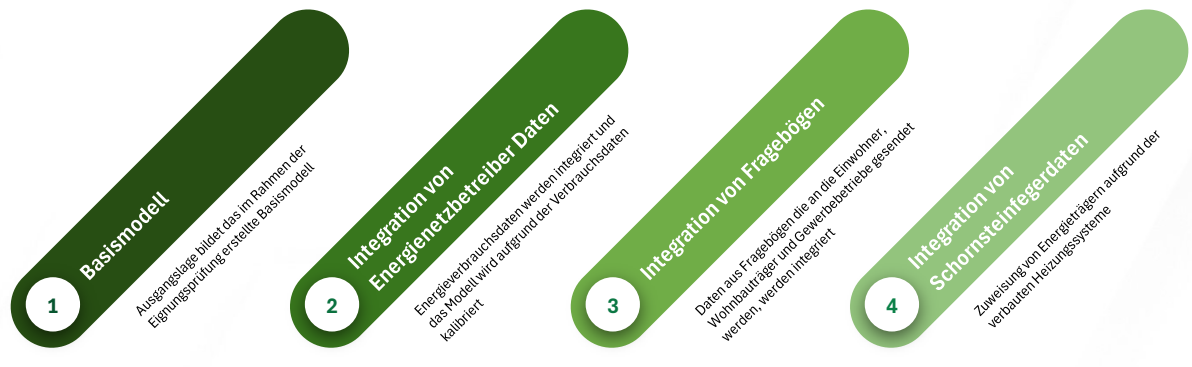 1
Basismodell
Ausgangslage bildet das im Rahmen der
Eignungsprüfung erstellte Basismodell
2
Integration von
Energienetzbetreiber Daten
Energieverbrauchsdaten werden integriert und
das Modell wird aufgrund der Verbrauchsdaten
kalibriert
3
Integration von Fragebögen
Daten aus Fragebögen die an die Einwohner,
Wohnbauträger und Gewerbebetriebe gesendet
werden, werden integriert
4
Integration von
Schornsteinfegerdaten
Zuweisung von Energieträgern aufgrund der
verbauten Heizungssysteme